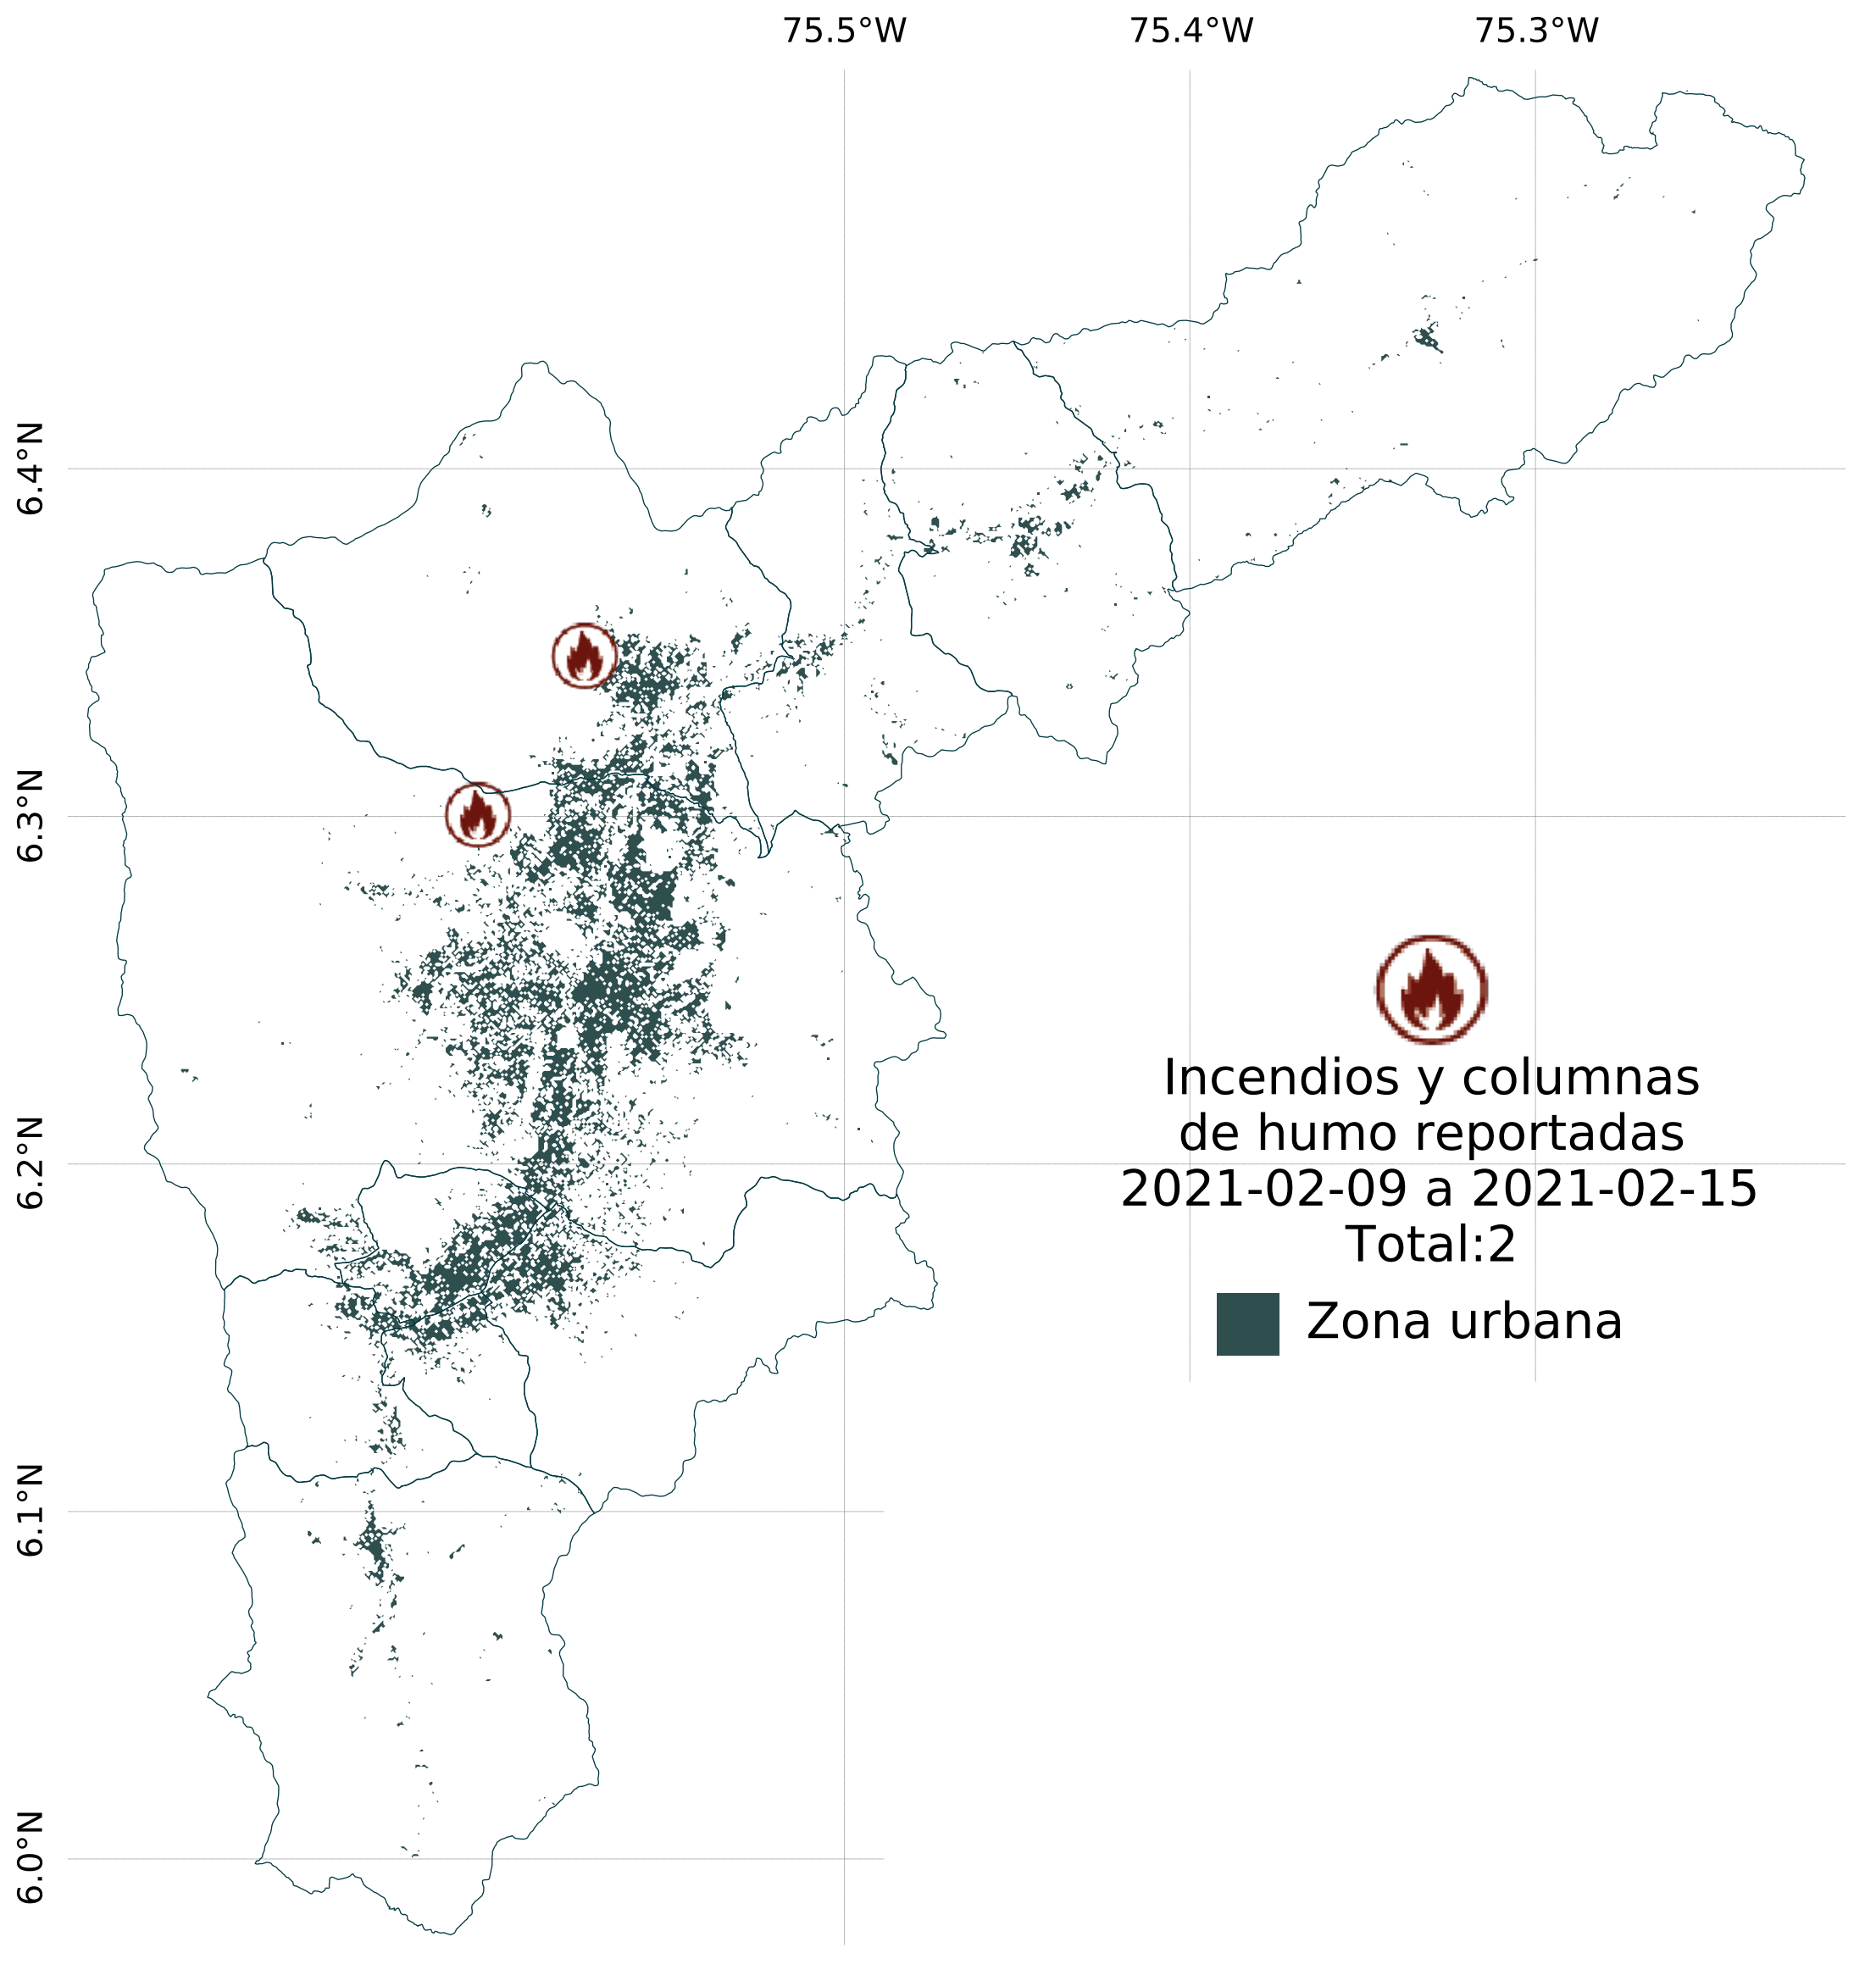 75.5°W
75.4°W
75.3°W
6.4°N
6.3°N
6.2°N
6.1°N
6.0°N
Incendios y columnas
de humo reportadas
2021-02-09 a 2021-02-15
Total:2
Zona urbana